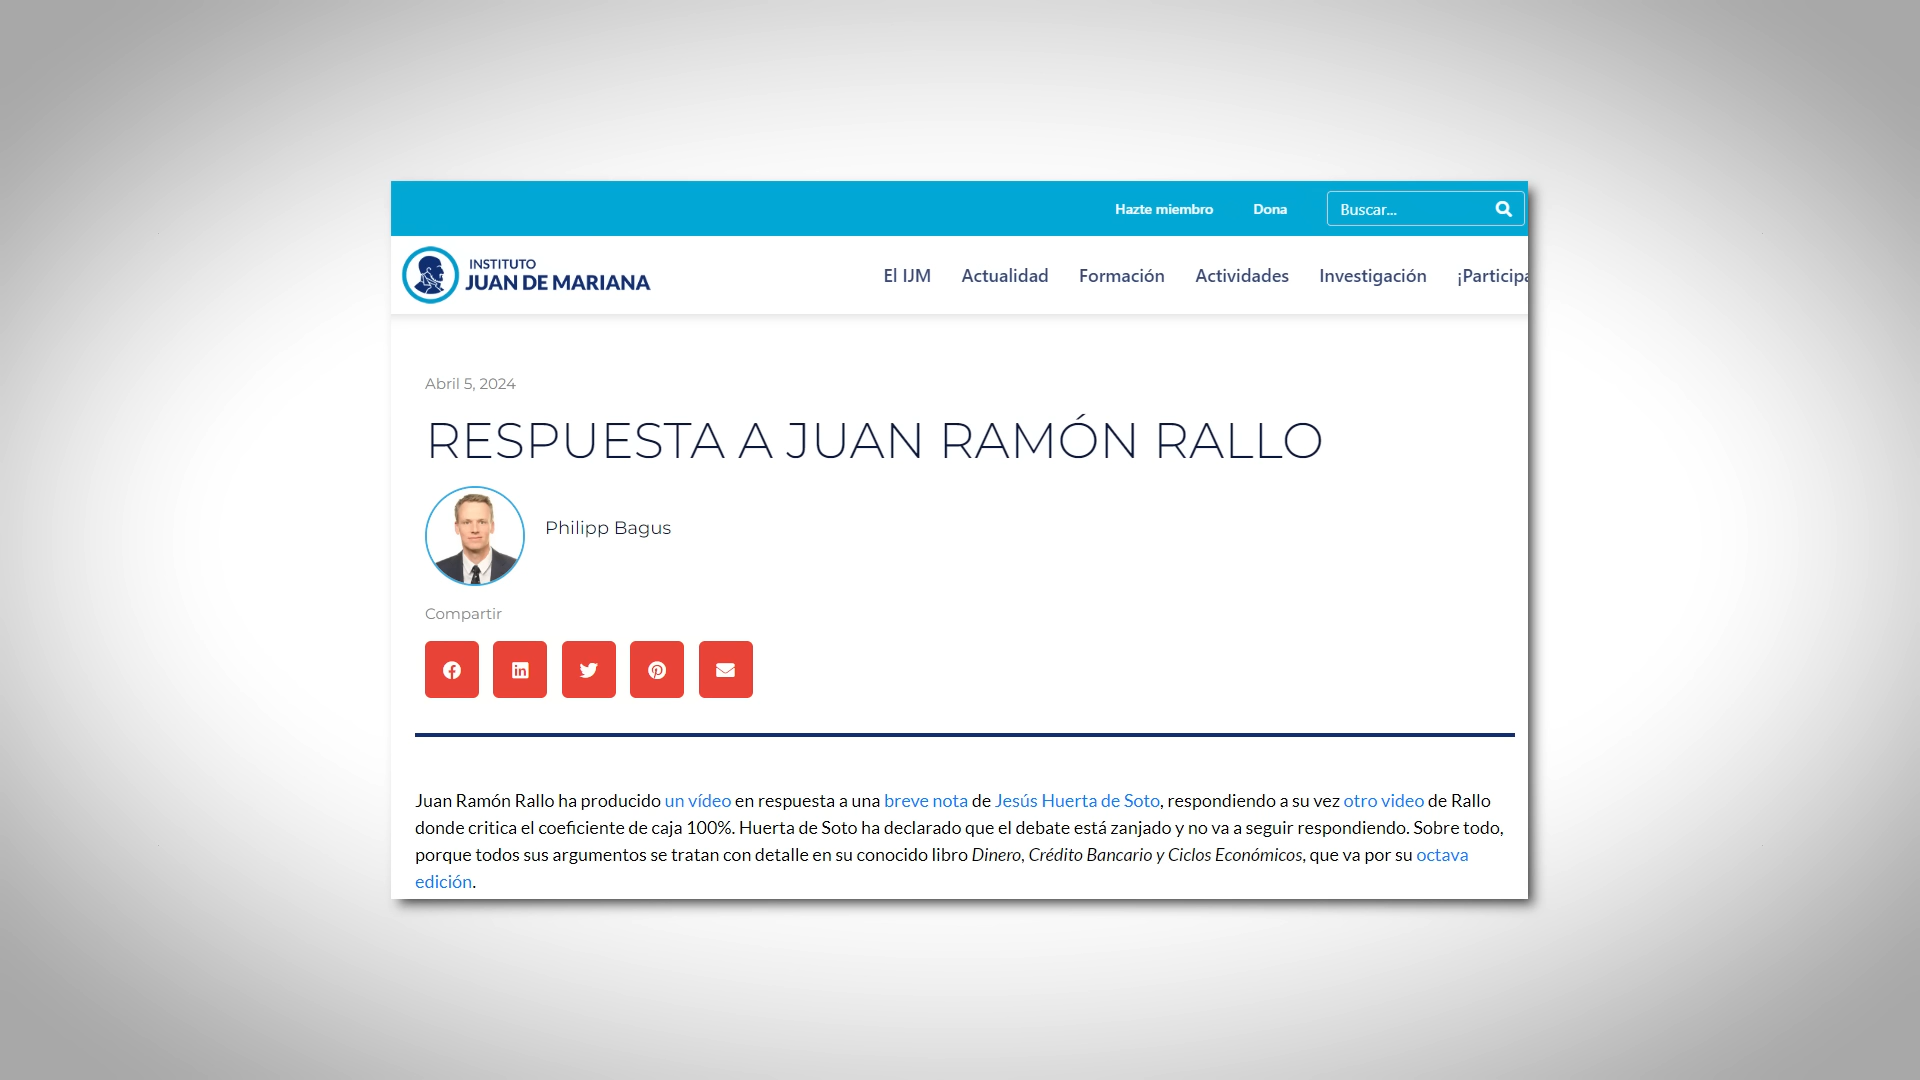 Hazte miembro Dona Buscar...
INSTITUTO
JUAN DE MARIANA
El IJM Actualidad Formación Actividades Investigación ¡Participa
Abril 5, 2024
RESPUESTA A JUAN RAMÓN RALLO
Philipp Bagus
Compartir
Juan Ramón Rallo ha producido un vídeo en respuesta a una breve nota de Jesús Huerta de Soto, respondiendo a su vez otro video de Rallo
donde critica el coeficiente de caja 100%. Huerta de Soto ha declarado que el debate está zanjado y no va a seguir respondiendo. Sobre todo,
porque todos sus argumentos se tratan con detalle en su conocido libro Dinero, Crédito Bancario y Ciclos Económicos, que va por su octava
edición.